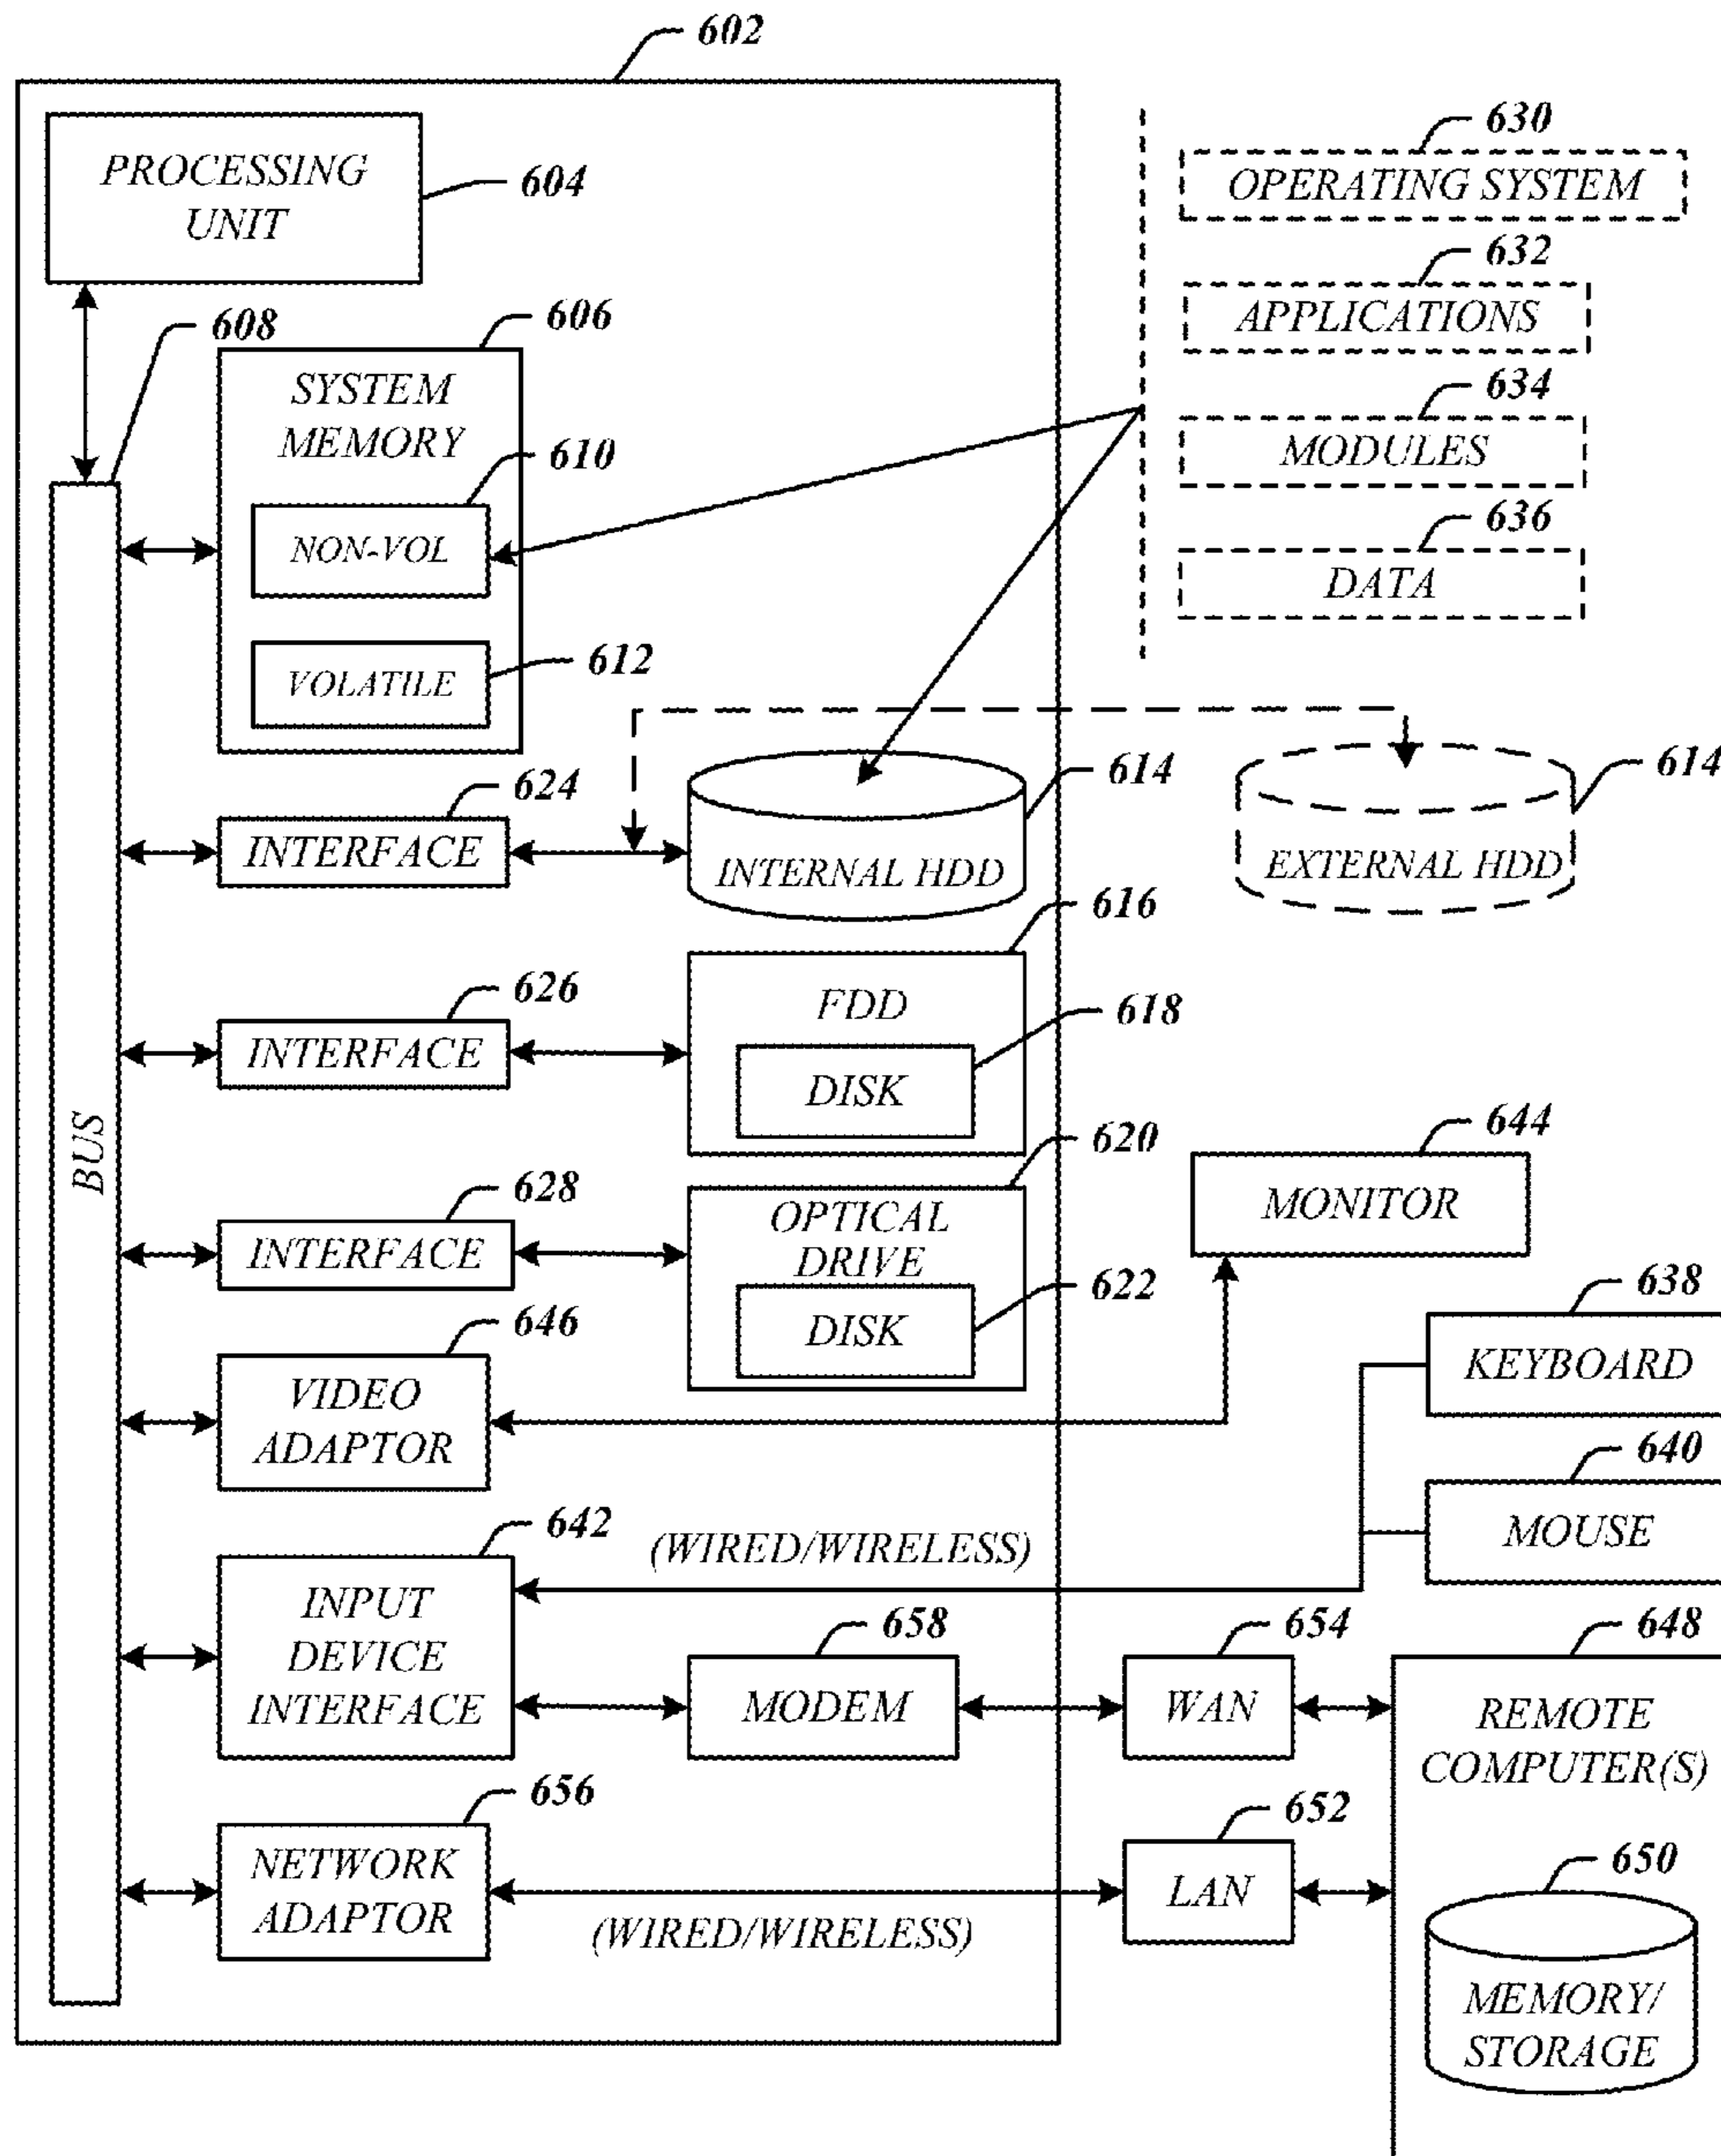 602
PROCESSING
UNIT
604
630
OPERATING SYSTEM
632
APPLICATIONS
634
MODULES
636
DATA
608
606
SYSTEM
MEMORY
610
NON-VOL
612
VOLATILE
624
INTERFACE
614
INTERNAL HDD
614
EXTERNAL HDD
616
FDD
618
DISK
626
INTERFACE
BUS
620
OPTICAL
DRIVE
622
DISK
628
INTERFACE
644
MONITOR
638
KEYBOARD
646
VIDEO
ADAPTOR
640
MOUSE
642
INPUT
DEVICE
INTERFACE
(WIRED/WIRELESS)
658
MODEM
654
WAN
648
REMOTE
COMPUTER(S)
656
NETWORK
ADAPTOR
(WIRED/WIRELESS)
652
LAN
650
MEMORY/
STORAGE